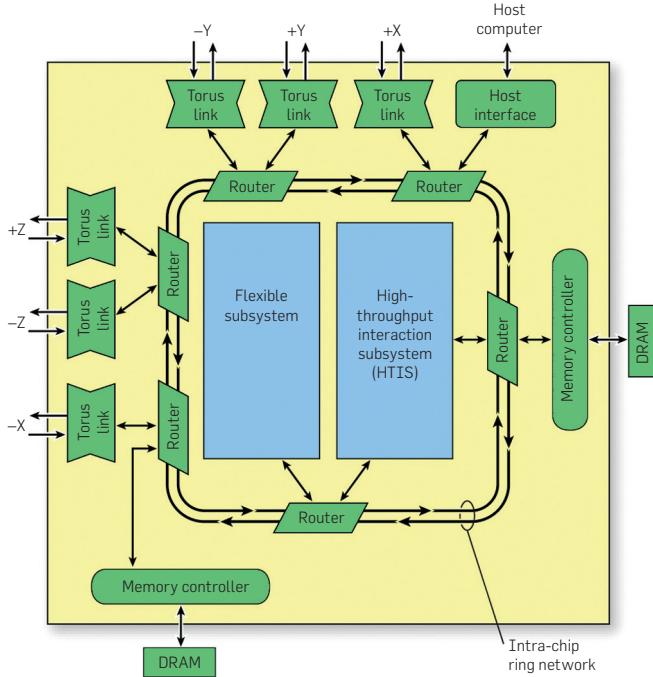 −Y
+Y
+X
Host
computer
Torus
link
Torus
link
Torus
link
Host
interface
Router
Router
+Z
Torus
link
Router
−Z
Torus
link
Flexible
subsystem
High-
throughput
interaction
subsystem
(HTIS)
Router
Memory controller
DRAM
−X
Torus
link
Router
Router
Memory controller
DRAM
Intra-chip
ring network